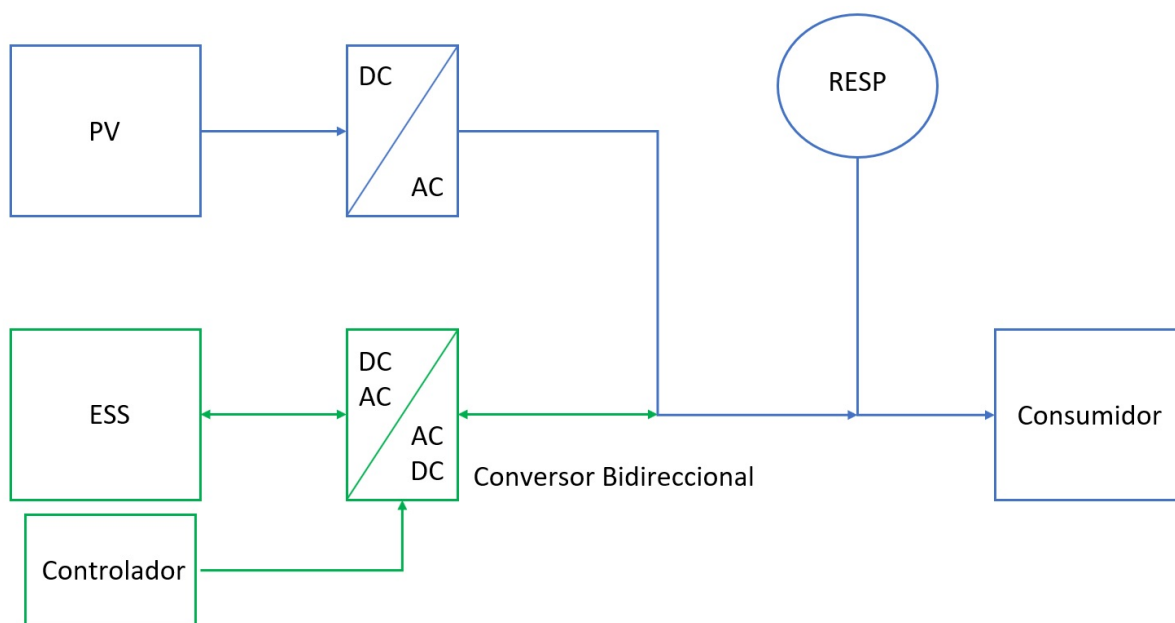 PV
DC
AC
RESP
ESS
DC
AC
AC
DC
Conversor Bidireccional
Consumidor
Controlador